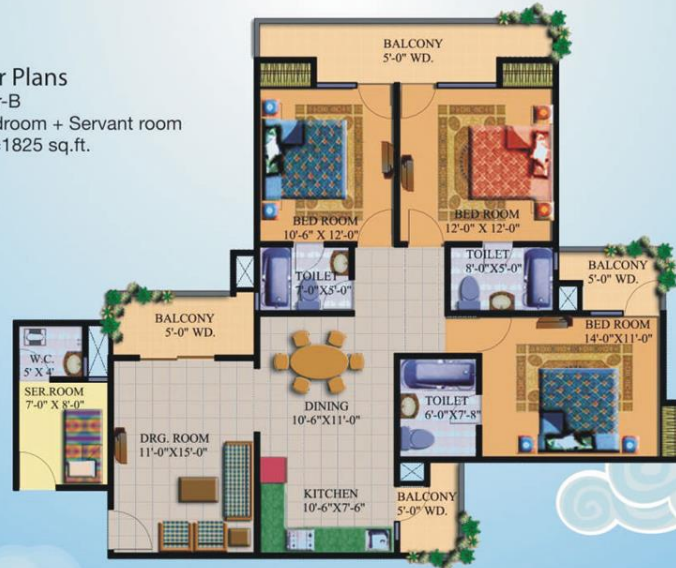 r Plans
r-B
droom + Servant room
=1825 sq.ft.
BALCONY
5'-0" WD.
BED ROOM
10'-6" X 12'-0"
BED ROOM
12'-0" X 12'-0"
TOILET
7'-0"X5'-0"
TOILET
8'-0"X5'-0"
BALCONY
5'-0" WD.
BALCONY
5'-0" WD.
BED ROOM
14'-0"X11'-0"
W.C.
5' X 4'
SER.ROOM
7'-0" X 8'-0"
DRG. ROOM
11'-0"X15'-0"
DINING
10'-6"X11'-0"
TOILET
6'-0"X7'-8"
KITCHEN
10'-6"X7'-6"
BALCONY
5'-0" WD.